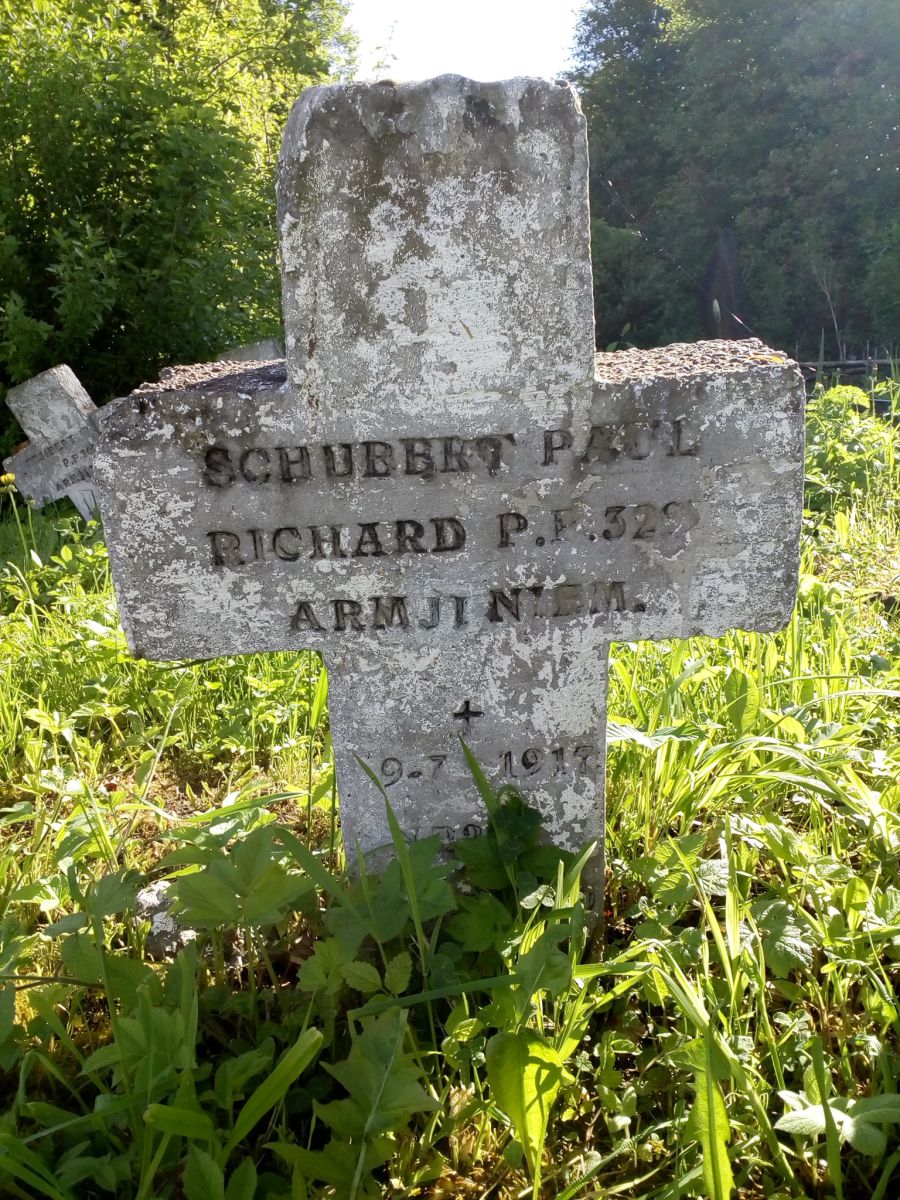 SCHUBERT PAUL
RICHARD P.P. 329
ARMJI NIEM.
+
9-7 1917